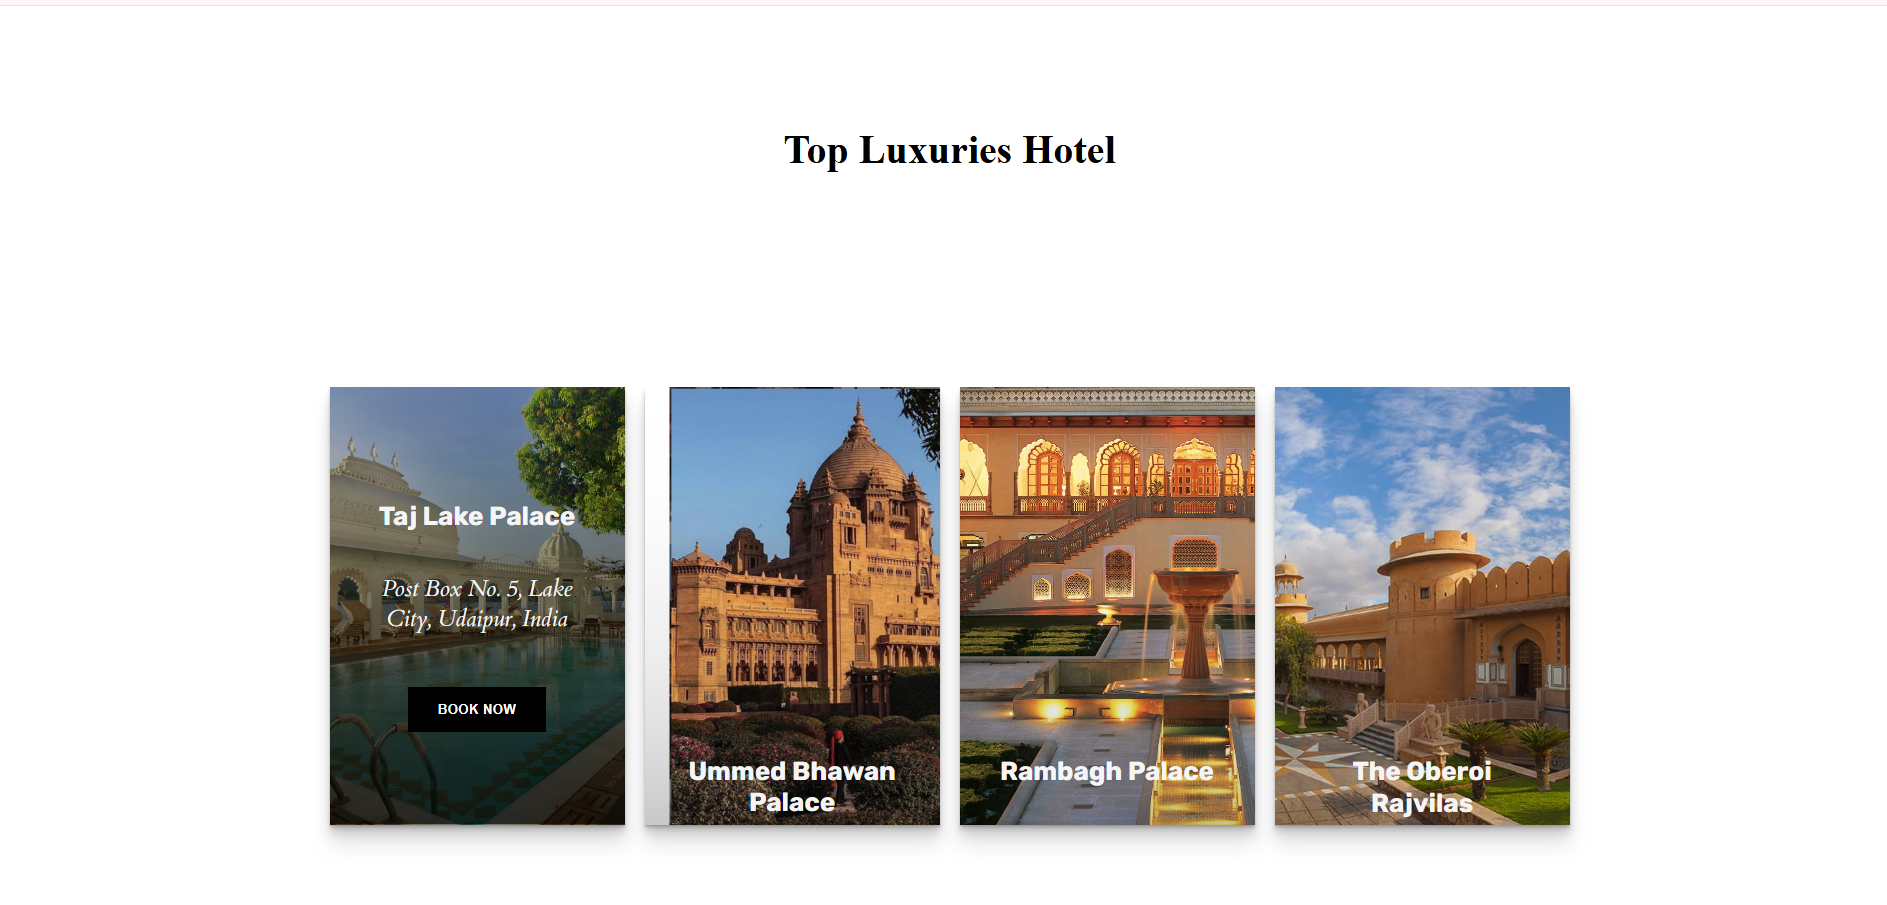 Top Luxuries Hotel
Taj Lake Palace
Post Box No. 5, Lake
City, Udaipur, India
BOOK NOW
Ummed Bhawan
Palace
Rambagh Palace
The Oberoi
Rajvilas